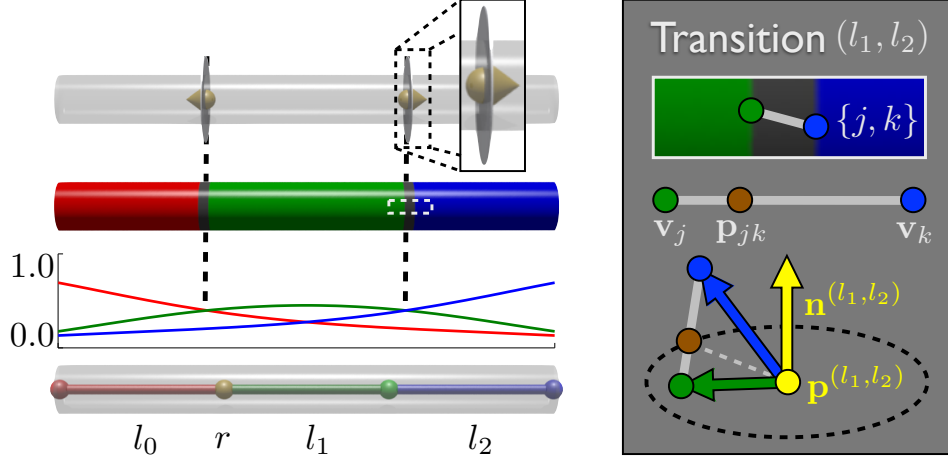 1.0
0.0
l₀ r l₁ l₂
Transition (l₁, l₂)
{j, k}
vⱼ pⱼₖ vₖ
n^(l₁,l₂)
p^(l₁,l₂)